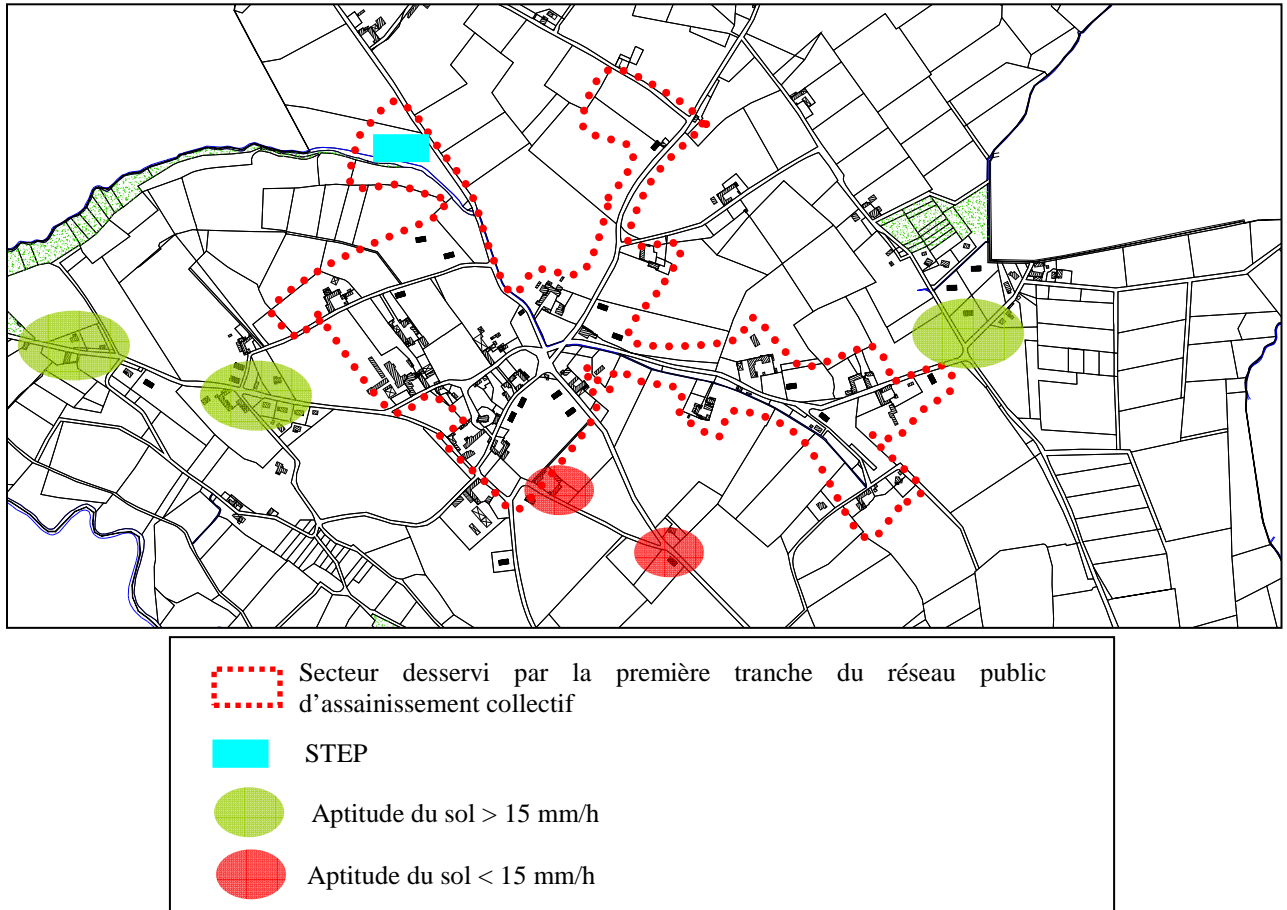 Secteur desservi par la première tranche du réseau public
d'assainissement collectif
STEP
Aptitude du sol > 15 mm/h
Aptitude du sol < 15 mm/h